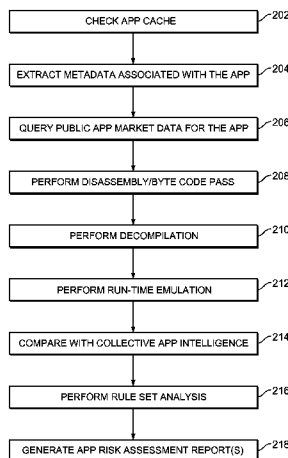 CHECK APP CACHE 202
EXTRACT METADATA ASSOCIATED WITH THE APP 204
QUERY PUBLIC APP MARKET DATA FOR THE APP 206
PERFORM DISASSEMBLY/BYTE CODE PASS 208
PERFORM DECOMPILATION 210
PERFORM RUN-TIME EMULATION 212
COMPARE WITH COLLECTIVE APP INTELLIGENCE 214
PERFORM RULE SET ANALYSIS 216
GENERATE APP RISK ASSESSMENT REPORT(S) 218